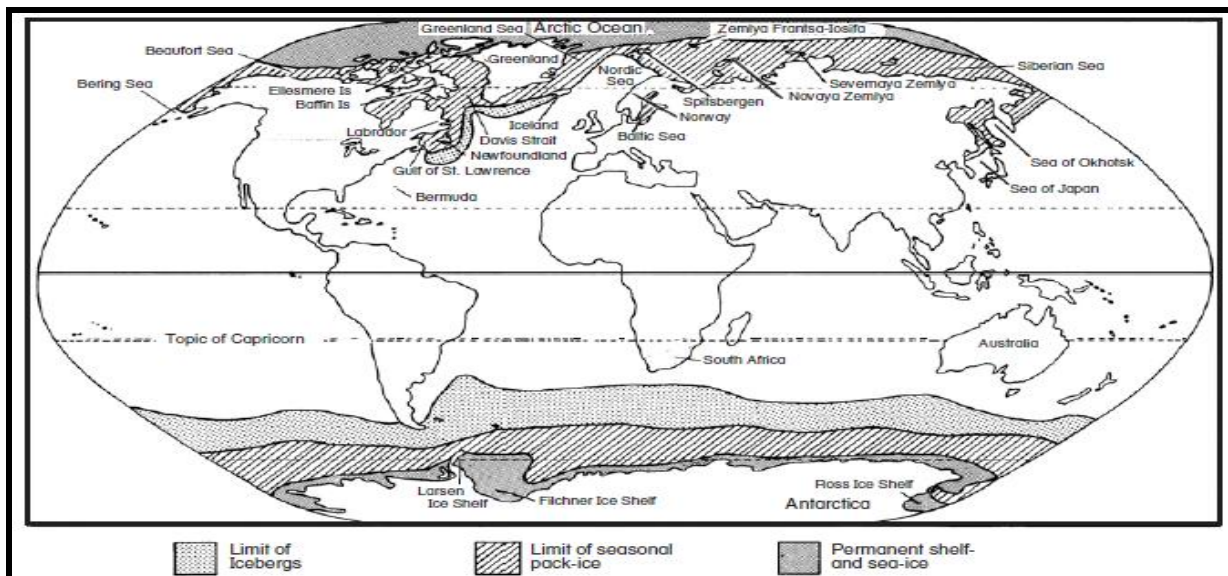 Greenland Sea
Arctic Ocean
Zemlya Frantsa-Iosifa
Beaufort Sea
Greenland
Nordic
Sea
Siberian Sea
Bering Sea
Ellesmere Is
Baffin Is
Severnaya Zemlya
Spitsbergen
Novaya Zemlya
Norway
Labrador
Iceland
Baltic Sea
Davis Strait
Newfoundland
Gulf of St. Lawrence
Sea of Okhotsk
Sea of Japan
Bermuda
Topic of Capricorn
South Africa
Australia
Larsen
Ice Shelf
Filchner Ice Shelf
Ross Ice Shelf
Antarctica
Limit of
Icebergs
Limit of seasonal
pack-ice
Permanent shelf-
and sea-ice